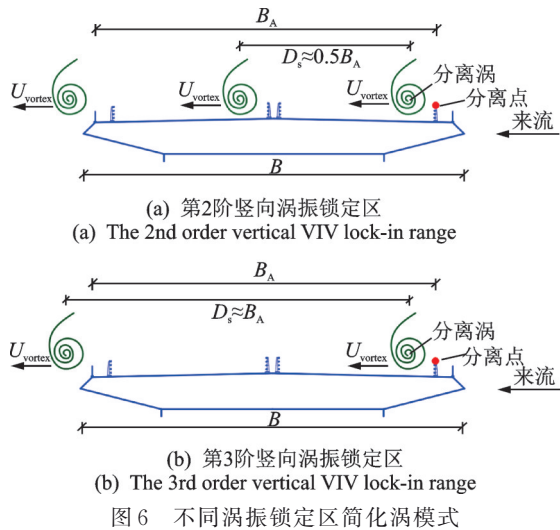 B_A
D_s≈0.5B_A
U_vortex
U_vortex
U_vortex
分离涡
分离点
来流
B
(a) 第2阶竖向涡振锁定区
(a) The 2nd order vertical VIV lock-in range
B_A
D_s≈B_A
U_vortex
U_vortex
分离涡
分离点
来流
B
(b) 第3阶竖向涡振锁定区
(b) The 3rd order vertical VIV lock-in range
图6 不同涡振锁定区简化涡模式